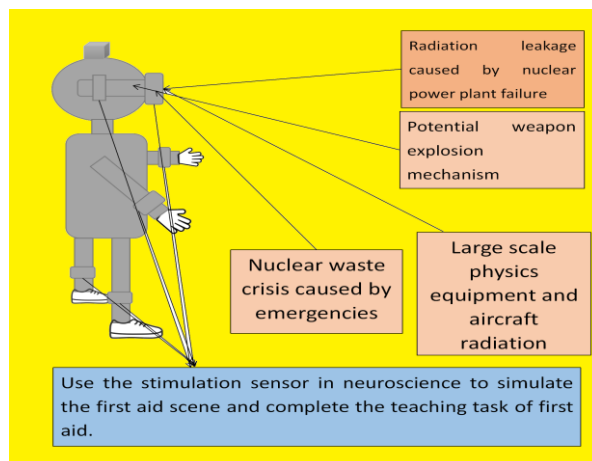 Radiation leakage
caused by nuclear
power plant failure
Potential weapon
explosion
mechanism
Nuclear waste
crisis caused by
emergencies
Large scale
physics
equipment and
aircraft
radiation
Use the stimulation sensor in neuroscience to simulate
the first aid scene and complete the teaching task of first
aid.